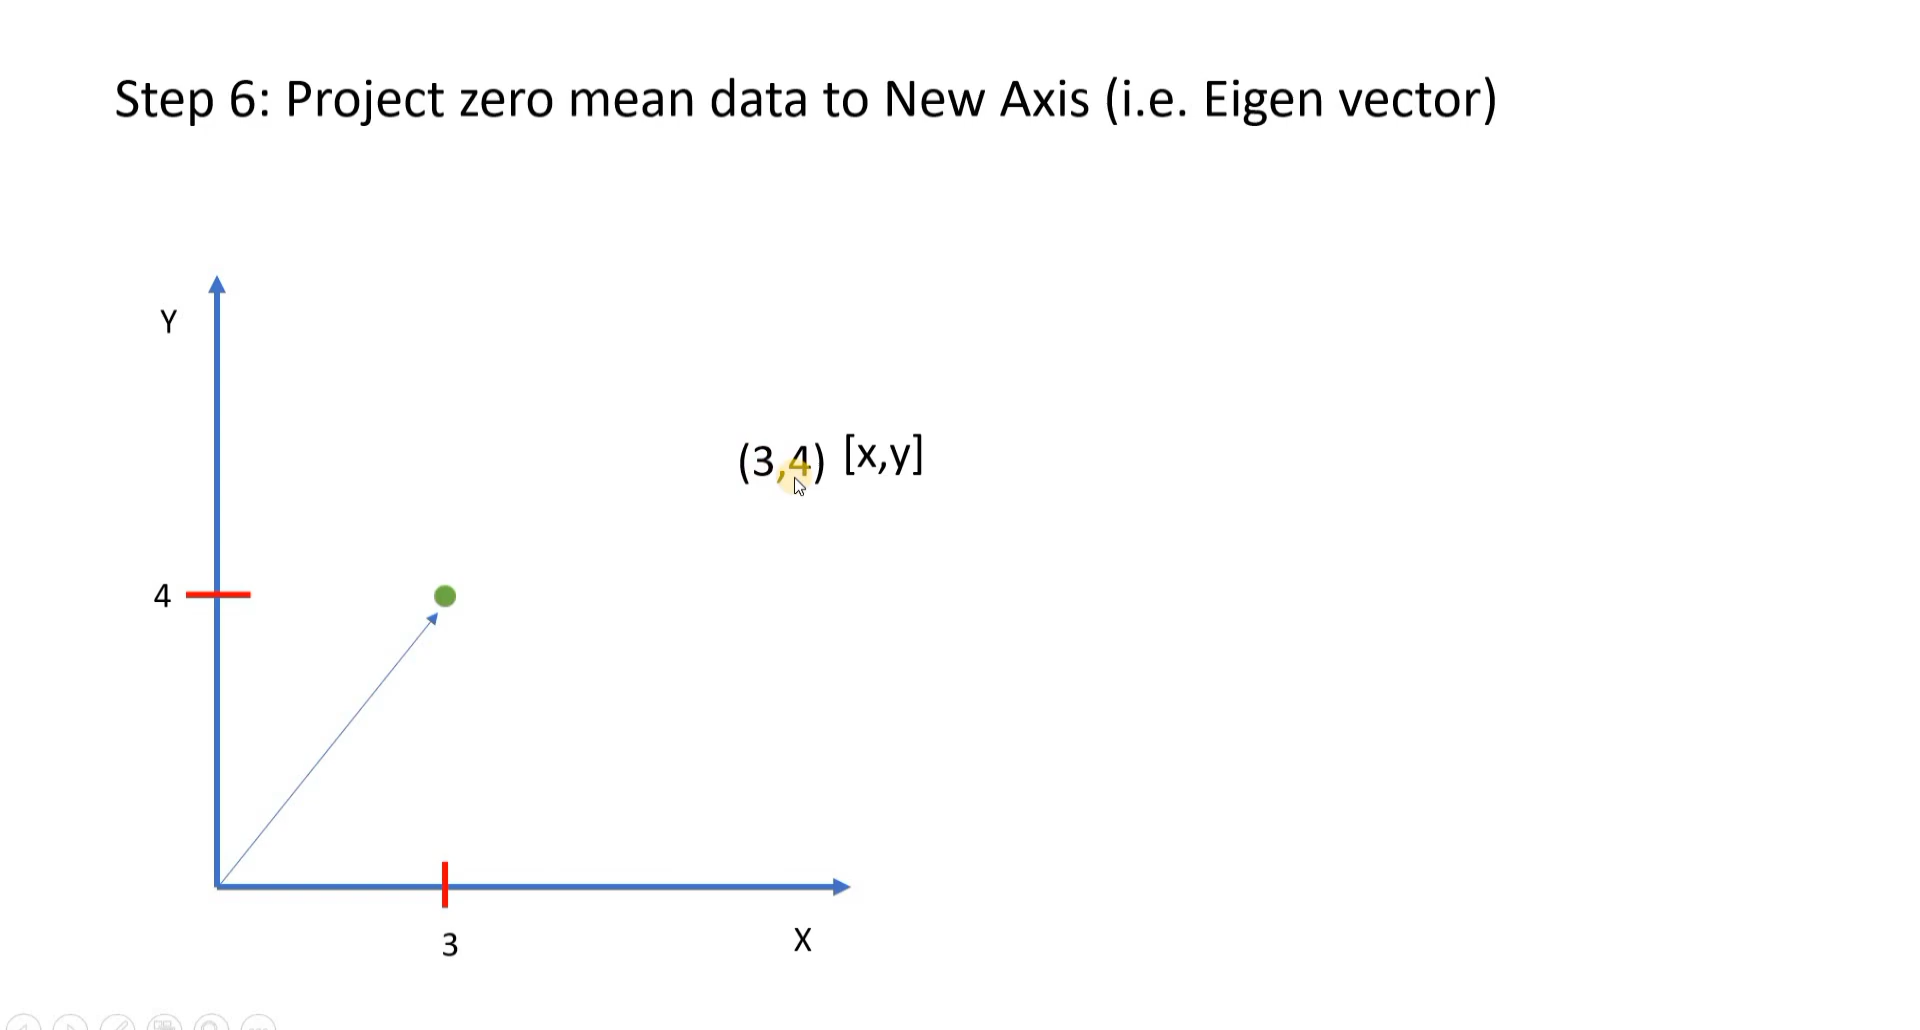 Step 6: Project zero mean data to New Axis (i.e. Eigen vector)
Y
(3,4) [x,y]
4
3
X